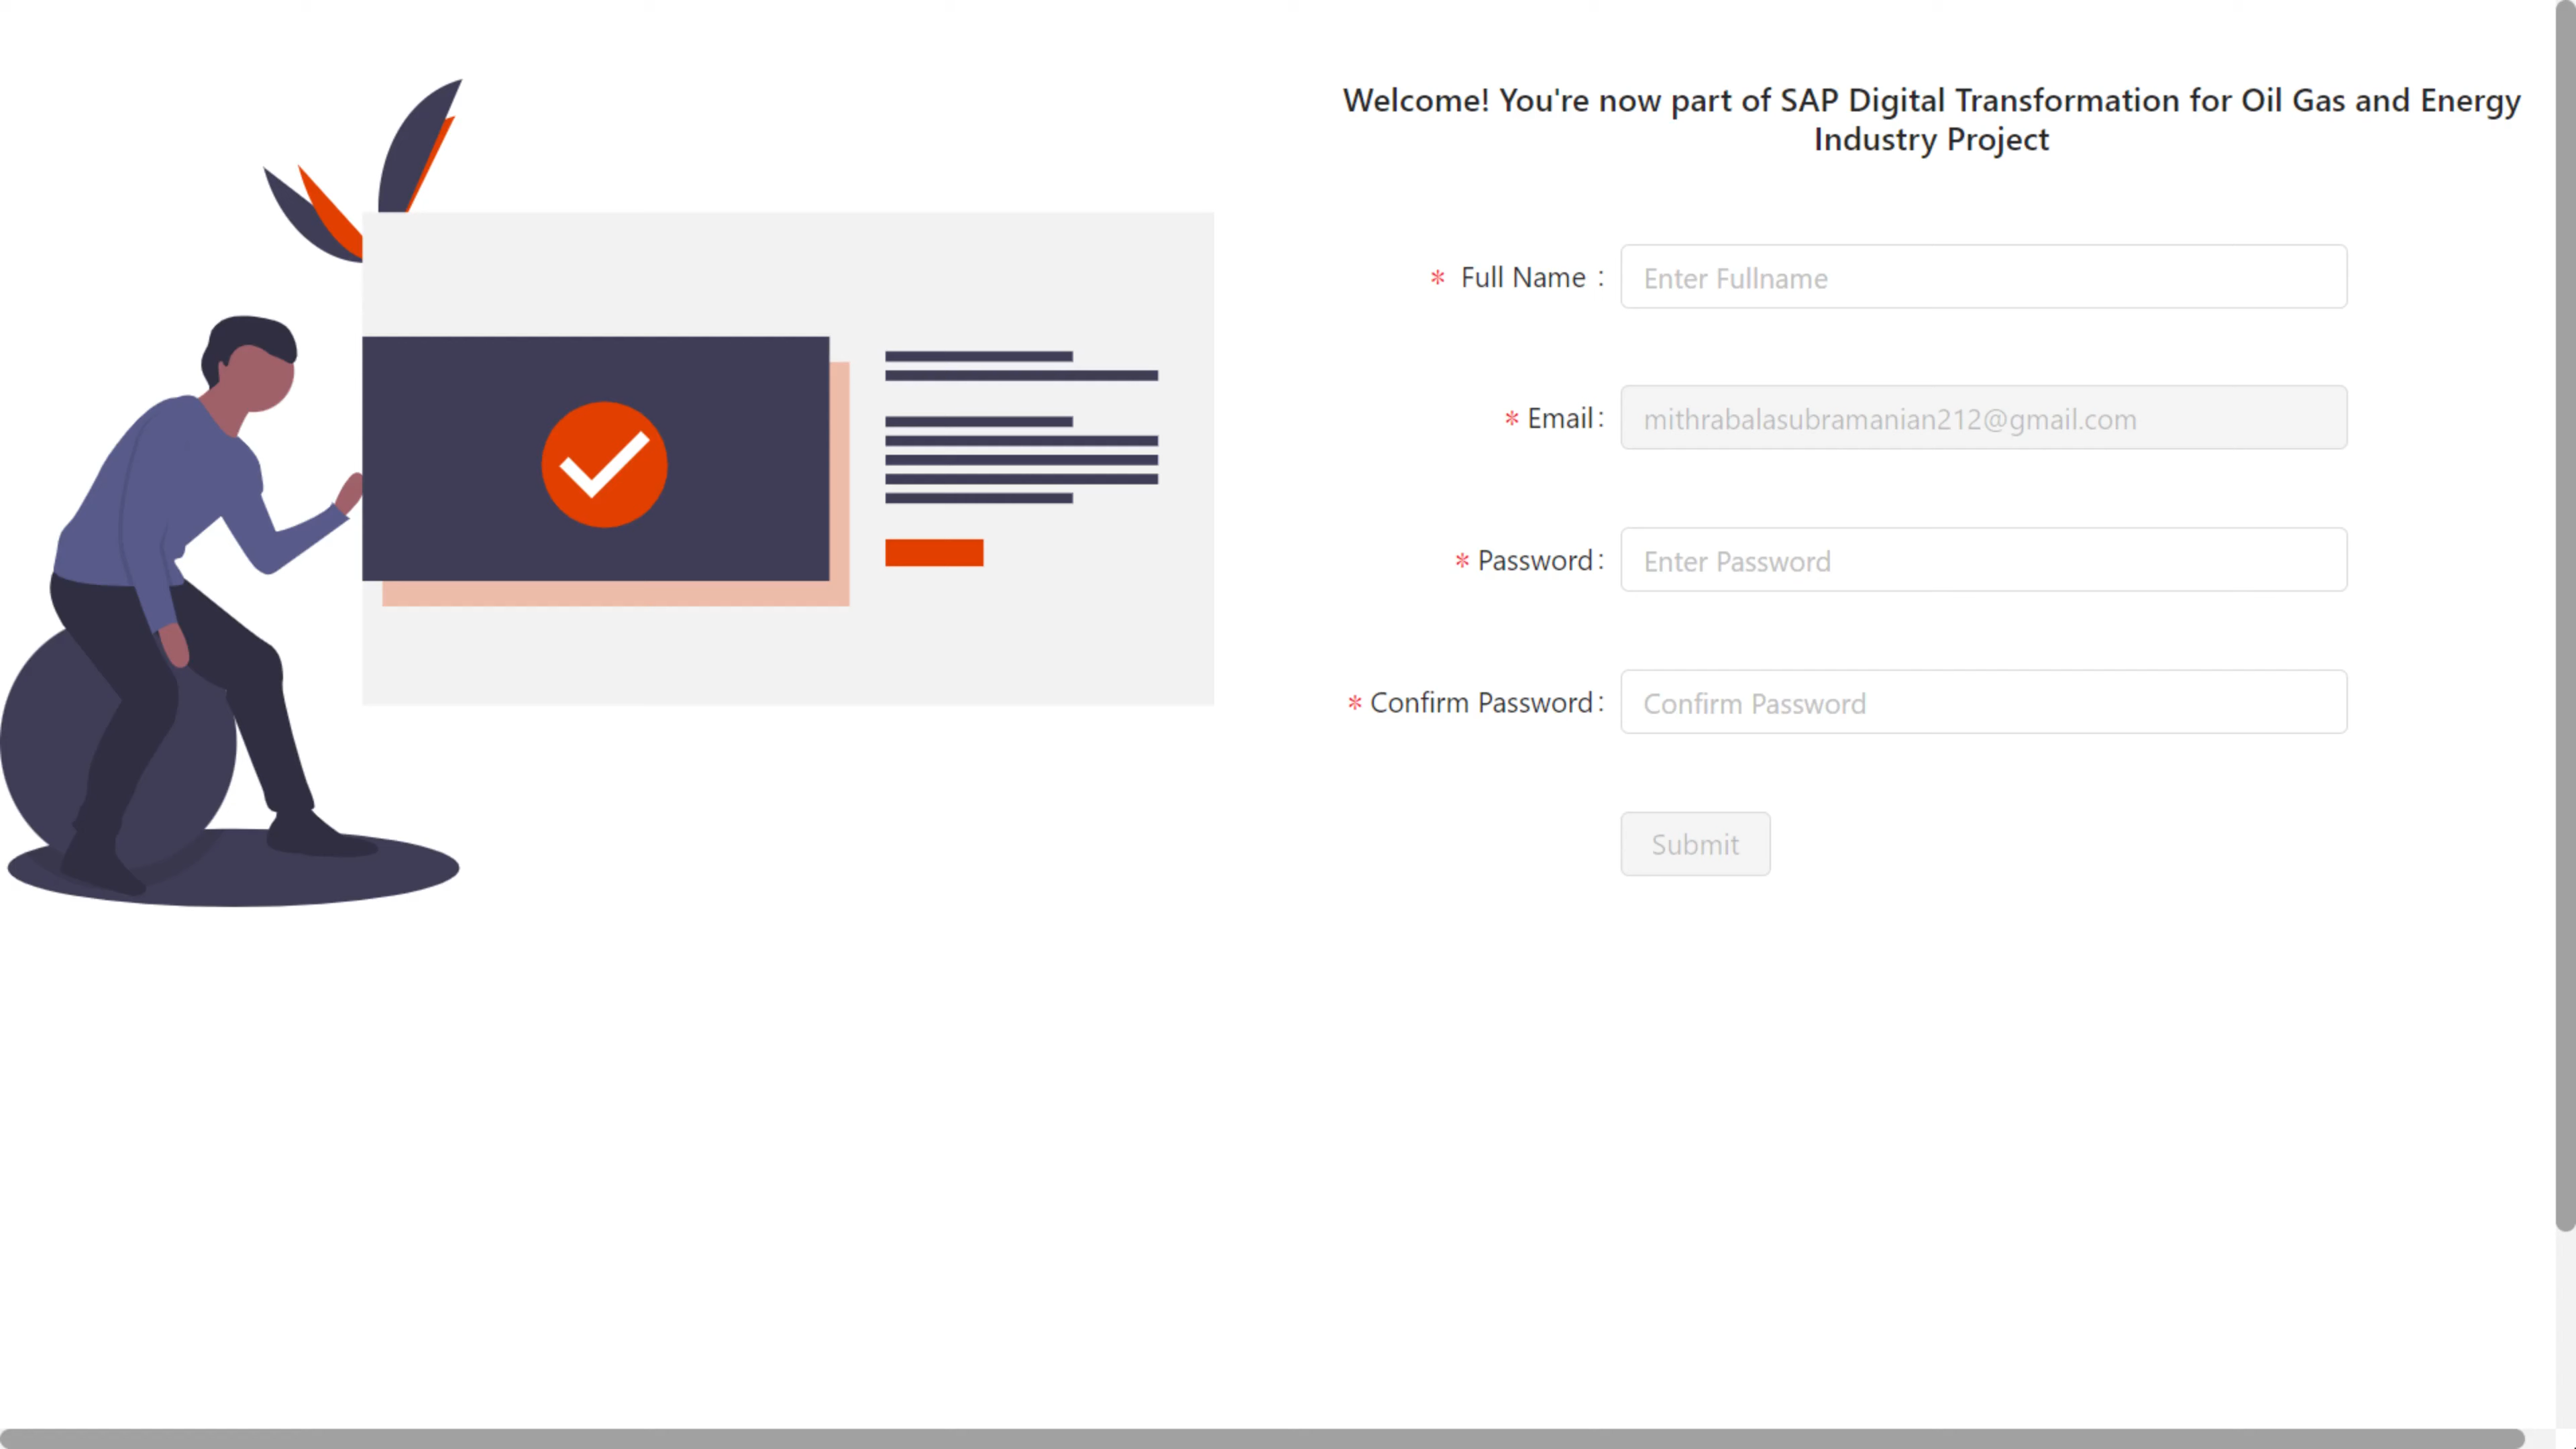 Welcome! You're now part of SAP Digital Transformation for Oil Gas and Energy
Industry Project
* Full Name :
Enter Fullname
* Email :
mithrabalasubramanian212@gmail.com
* Password :
Enter Password
* Confirm Password :
Confirm Password
Submit